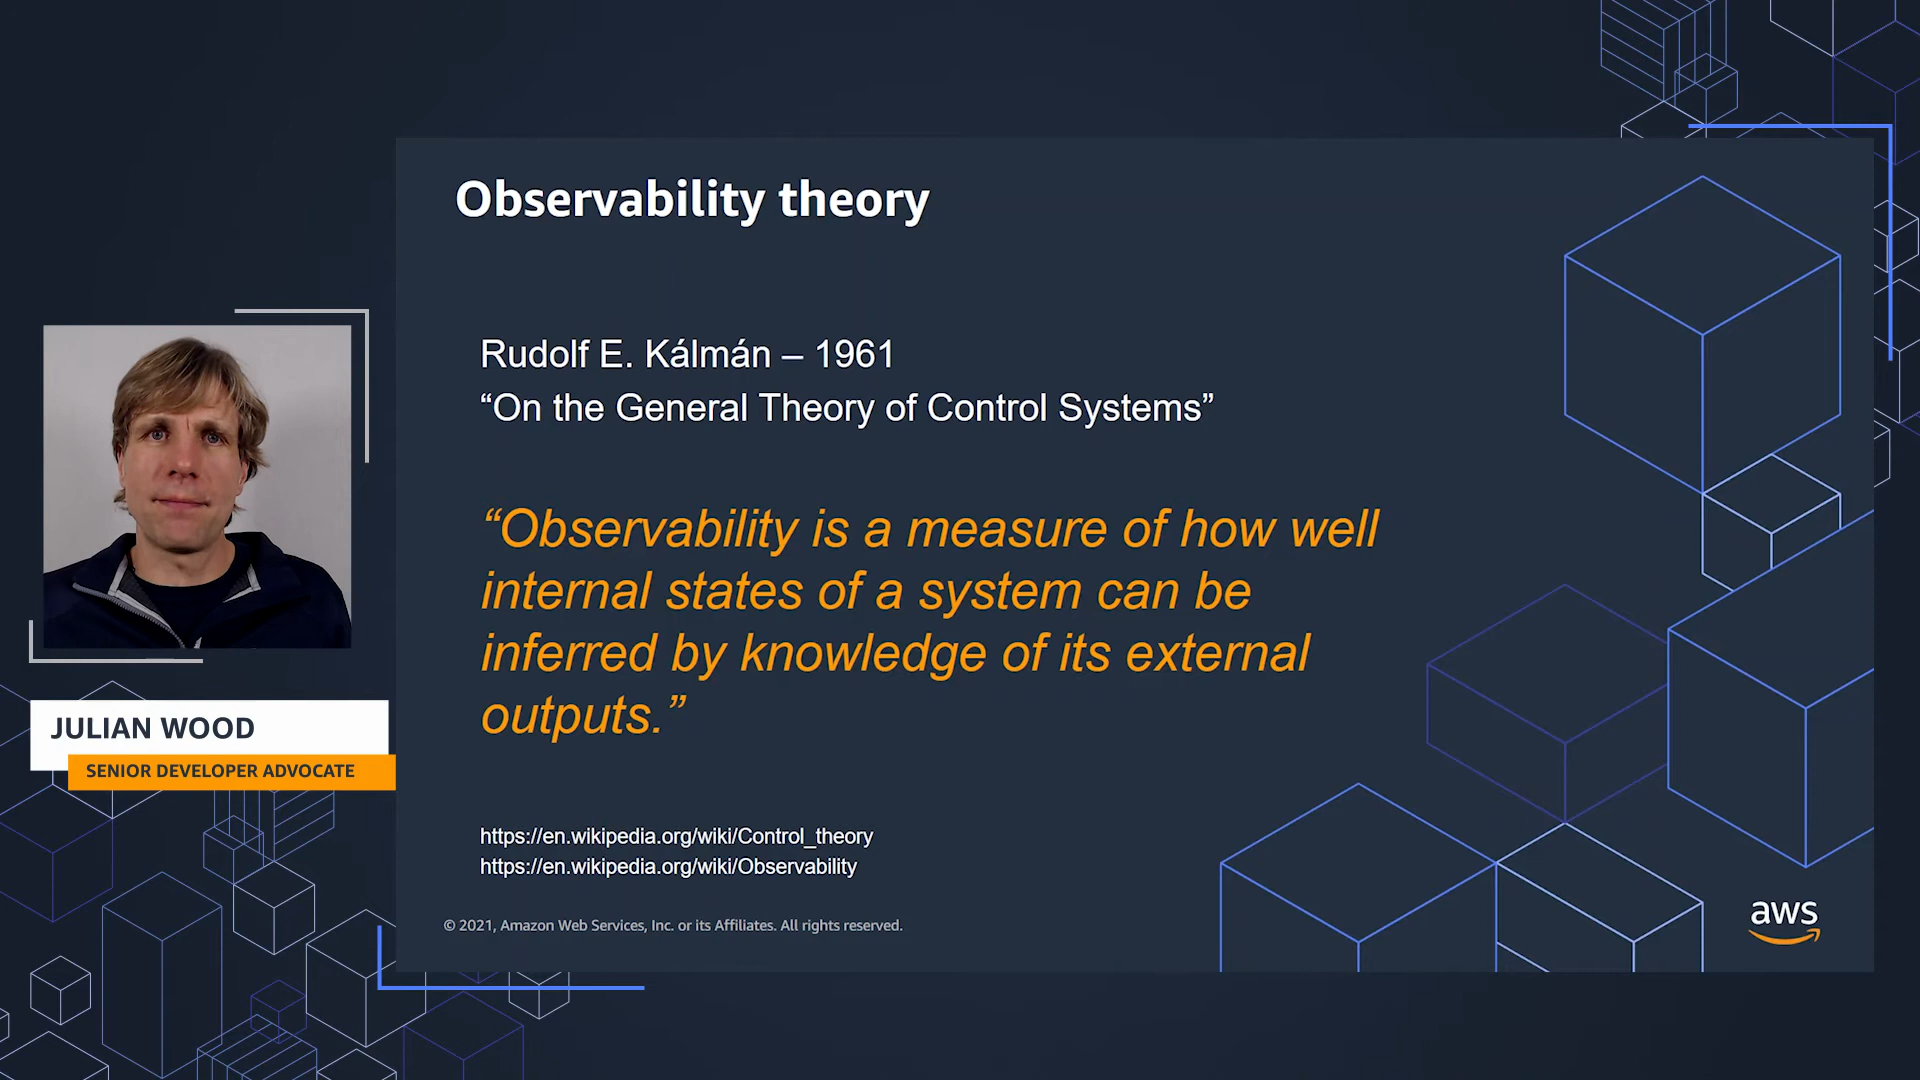 Observability theory
Rudolf E. Kálmán – 1961
“On the General Theory of Control Systems”
“Observability is a measure of how well
internal states of a system can be
inferred by knowledge of its external
outputs.”
JULIAN WOOD
SENIOR DEVELOPER ADVOCATE
https://en.wikipedia.org/wiki/Control_theory
https://en.wikipedia.org/wiki/Observability
© 2021, Amazon Web Services, Inc. or its Affiliates. All rights reserved.
aws